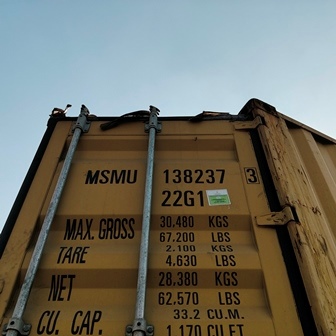 MSMU 138237 3
22G1
MAX. GROSS 30.480 KGS
67.200 LBS
TARE 2.100 KGS
4.630 LBS
NET 28.380 KGS
62.570 LBS
CU. CAP. 33.2 CU.M.
1.170 CU.FT